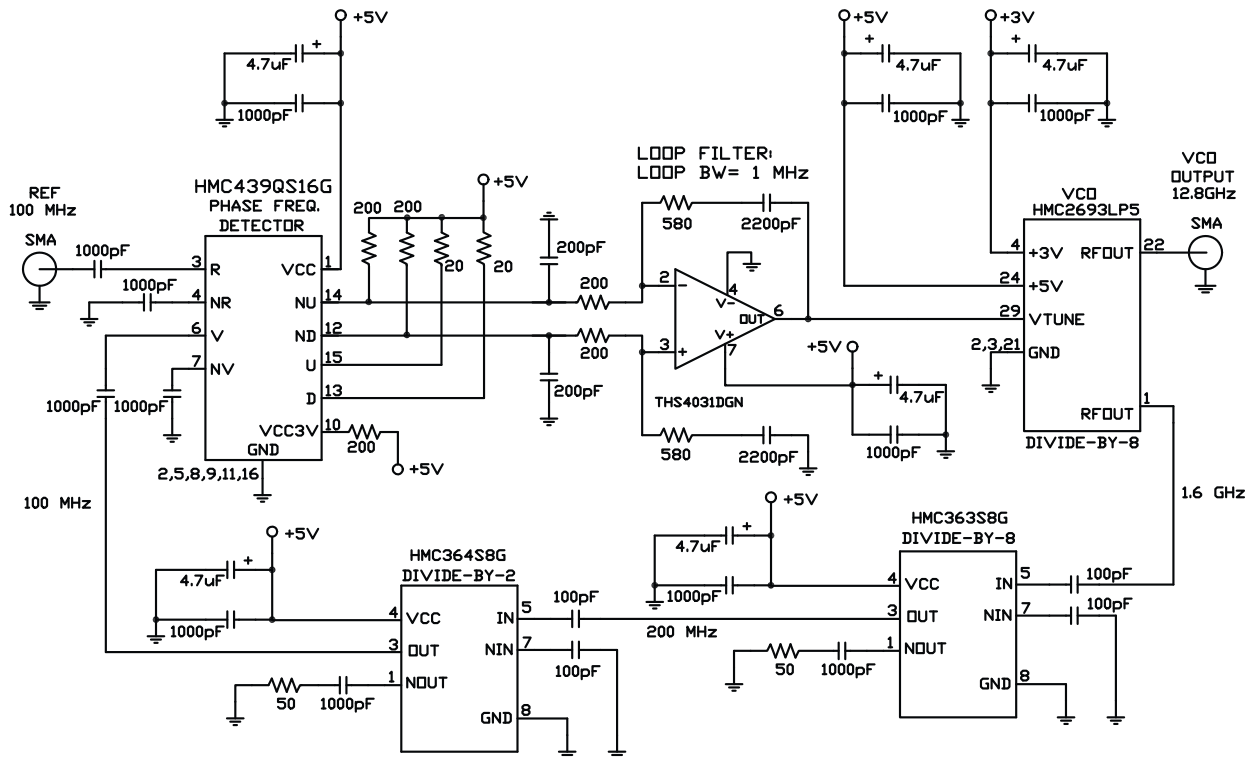 +5V
+
4.7uF
1000pF
+5V
+
4.7uF
1000pF
+3V
+
4.7uF
1000pF
LOOP FILTER:
LOOP BW= 1 MHz
REF
100 MHz
SMA
1000pF
1000pF
HMC439QS16G
PHASE FREQ.
DETECTOR
3 R
4 NR
6 V
7 NV
VCC 1
NU 14
ND 12
U 15
D 13
VCC3V 10
GND
2,5,8,9,11,16
1000pF
1000pF
200
200
+5V
20
20
200
+5V
200pF
200pF
200
200
580
2200pF
2
-
3
+
4
V-
OUT 6
V+
7
THS4031DGN
580
2200pF
+5V
+
4.7uF
1000pF
VCO
HMC2693LP5
4 +3V
24 +5V
29 VTUNE
2,3,21 GND
RFOUT 22
RFOUT 1
DIVIDE-BY-8
VCO
OUTPUT
12.8GHz
SMA
1.6 GHz
100 MHz
+5V
+
4.7uF
1000pF
HMC364S8G
DIVIDE-BY-2
4 VCC
3 OUT
1 NOUT
IN 5
NIN 7
GND 8
50
1000pF
100pF
100pF
200 MHz
+5V
+
4.7uF
1000pF
HMC363S8G
DIVIDE-BY-8
4 VCC
3 OUT
1 NOUT
IN 5
NIN 7
GND 8
50
1000pF
100pF
100pF